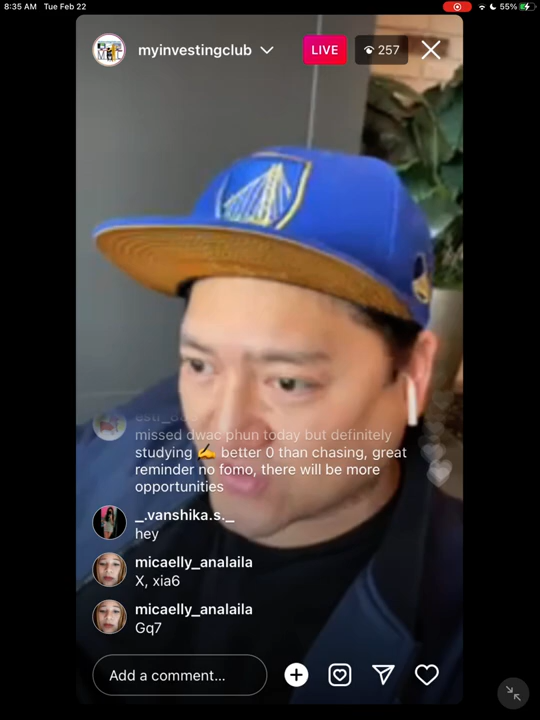 8:35 AM Tue Feb 22
55%
myinvestingclub
LIVE
257
missed dwac phun today but definitely
studying ✍️ better 0 than chasing, great
reminder no fomo, there will be more
opportunities
_.vanshika.s._
hey
micaelly_analaila
X, xia6
micaelly_analaila
Gq7
Add a comment...